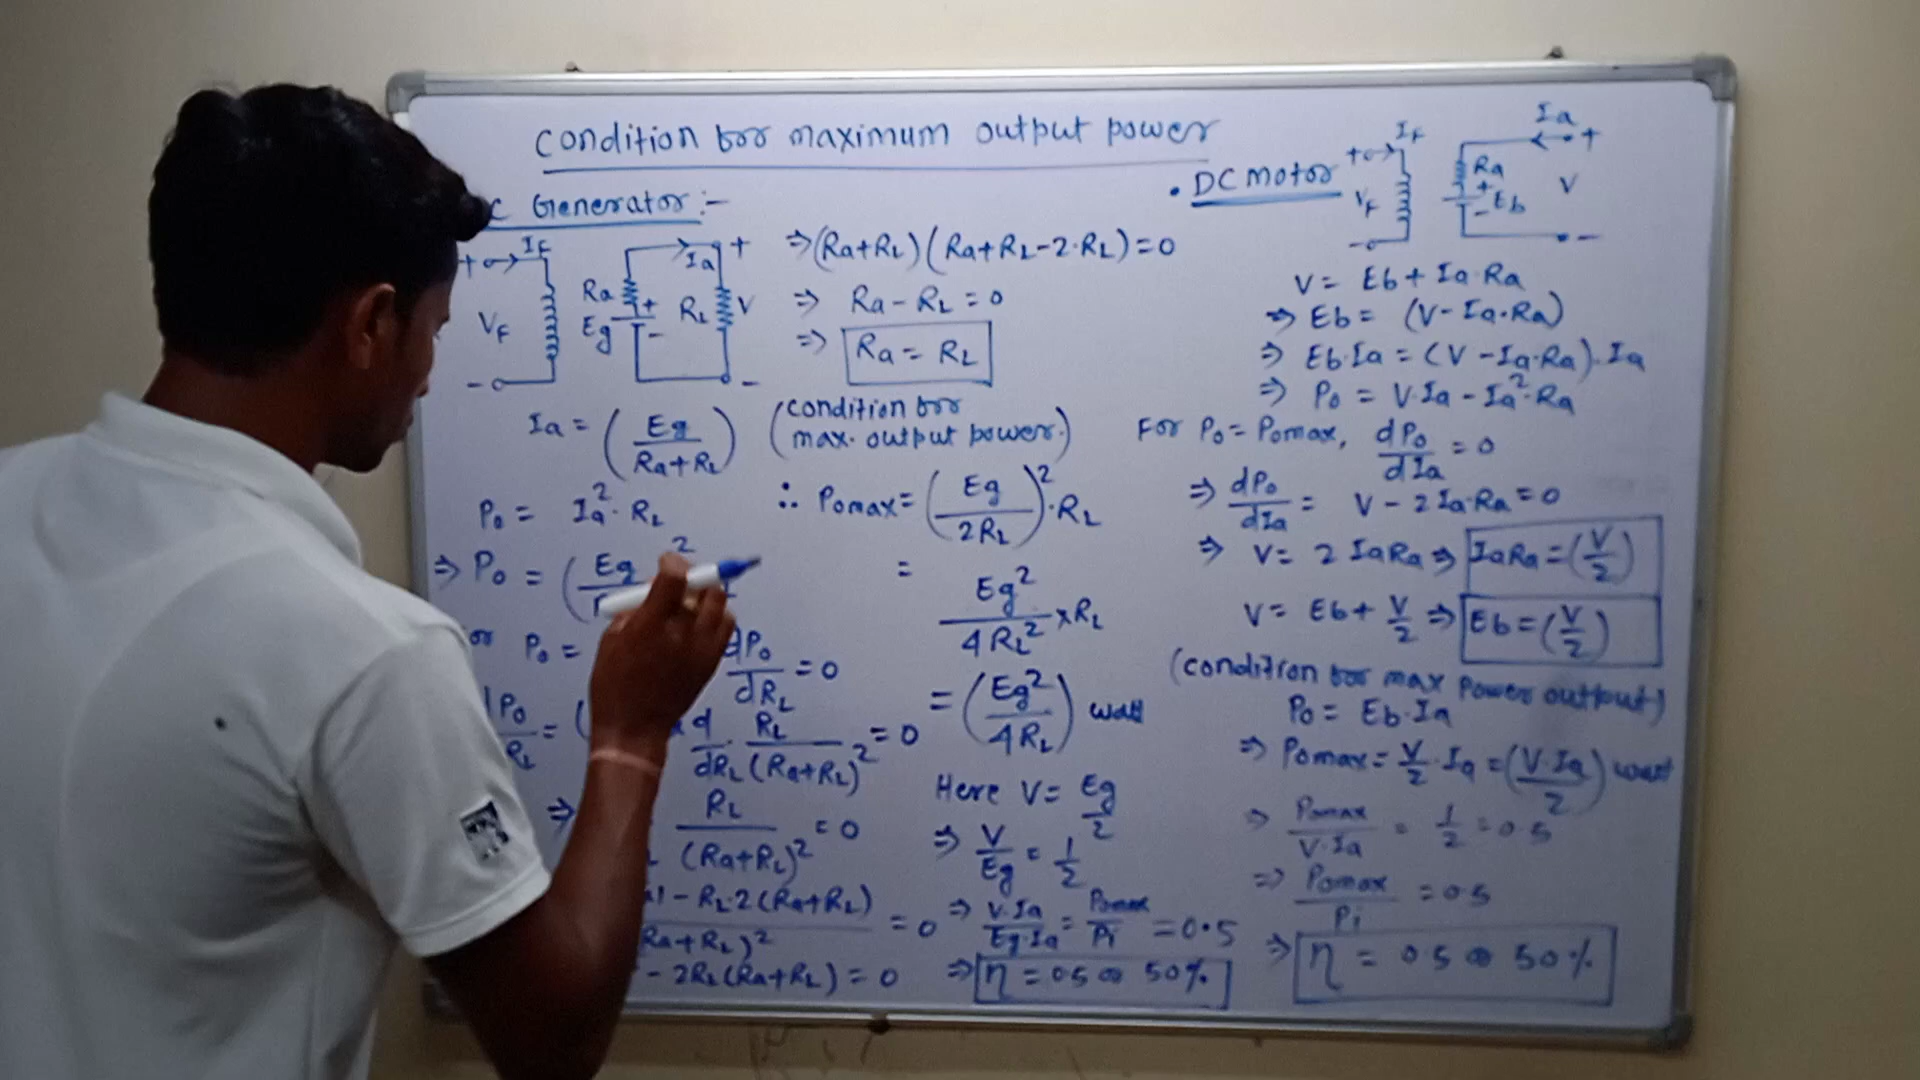 Condition for maximum output power
C Generator :-
+ If
VF
-
Ra
Eg
+
-
Ia
RL
+
V
-
Ia = (Eg / Ra+RL)
Po = Ia² · RL
⇒ Po = (Eg
or Po = dPo/dRL = 0
dPo/RL = ( d/dRL · RL/(Ra+RL)² = 0
⇒ RL/(Ra+RL)² = 0
1 - RL·2(Ra+RL) / Ra+RL)² = 0
- 2RL(Ra+RL) = 0
⇒ (Ra+RL)(Ra+RL-2·RL) = 0
⇒ Ra - RL = 0
⇒ Ra = RL
(condition for
max. output power.)
∴ Pomax = (Eg/2RL)² · RL
= Eg²/4RL² × RL
= (Eg²/4RL) watt
Here V = Eg/2
⇒ V/Eg = 1/2
⇒ V·Ia/Eg·Ia = Pomax/Pi = 0.5
⇒ η = 0.5 or 50%
· DC Motor
+ If
VF
-
Ia
+
Ra
+
Eb
-
V
-
V = Eb + Ia·Ra
⇒ Eb = (V - Ia·Ra)
⇒ Eb·Ia = (V - Ia·Ra)·Ia
⇒ Po = V·Ia - Ia²·Ra
For Po = Pomax, dPo/dIa = 0
⇒ dPo/dIa = V - 2Ia·Ra = 0
⇒ V = 2 IaRa ⇒ IaRa = (V/2)
V = Eb + V/2 ⇒ Eb = (V/2)
(condition for max power output)
Po = Eb·Ia
⇒ Pomax = V/2 · Ia = (V·Ia/2) watt
⇒ Pomax/V·Ia = 1/2 = 0.5
⇒ Pomax/Pi = 0.5
⇒ η = 0.5 or 50%